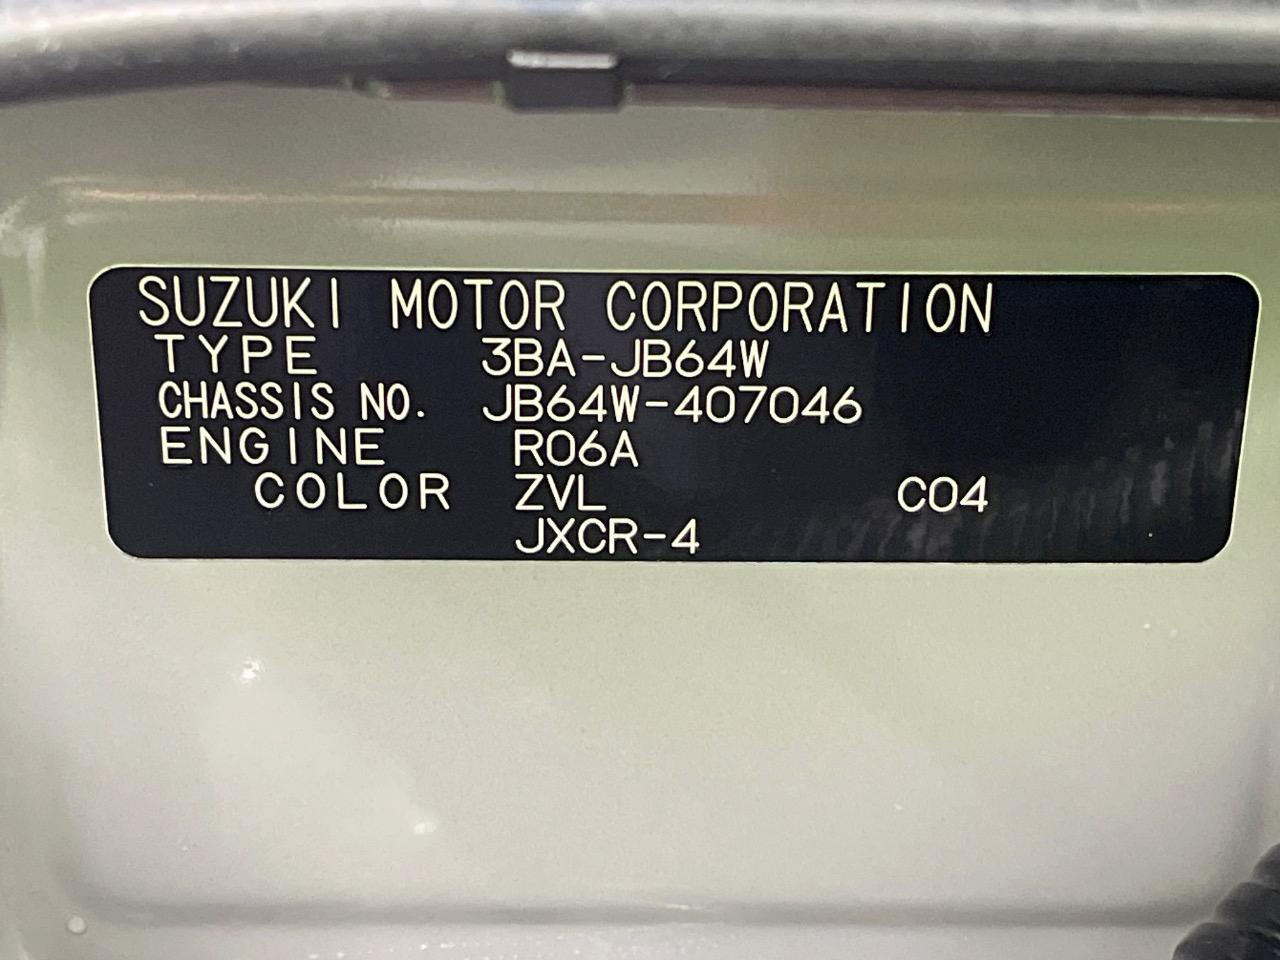 SUZUKI MOTOR CORPORATION
TYPE 3BA-JB64W
CHASSIS NO. JB64W-407046
ENGINE R06A
COLOR ZVL C04
JXCR-4